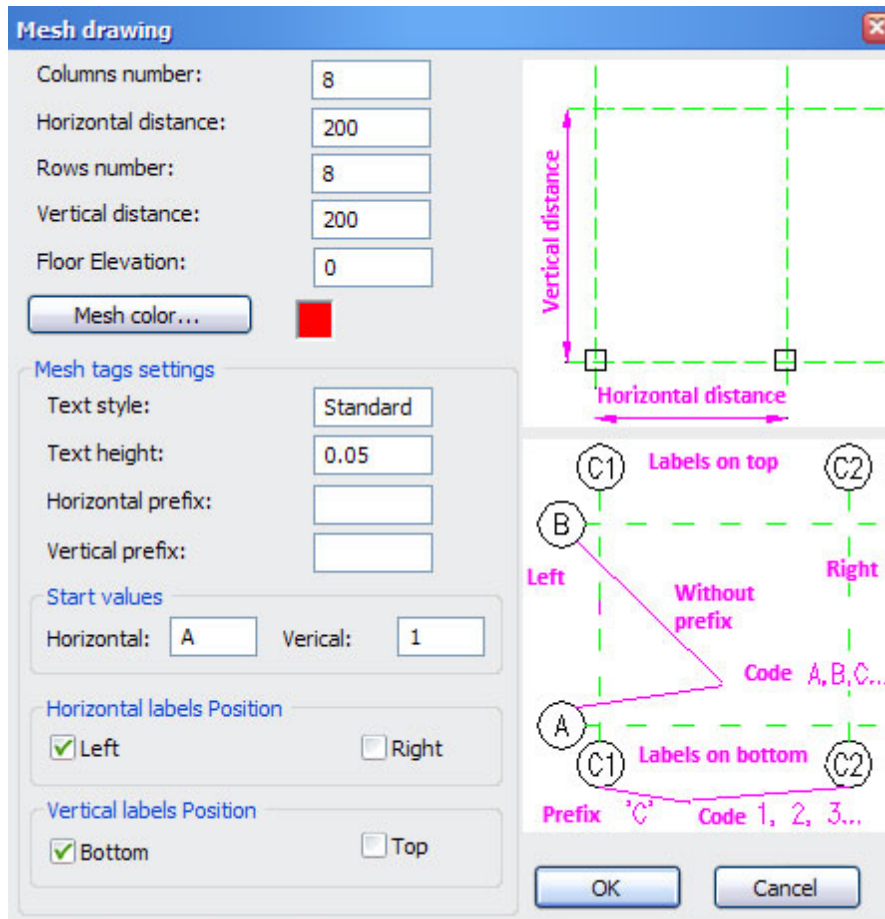 Mesh drawing
Columns number: 8
Horizontal distance: 200
Rows number: 8
Vertical distance: 200
Floor Elevation: 0
Mesh color...
Mesh tags settings
Text style: Standard
Text height: 0.05
Horizontal prefix:
Vertical prefix:
Start values
Horizontal: A Verical: 1
Horizontal labels Position
Left Right
Vertical labels Position
Bottom Top
Vertical distance
Horizontal distance
C1 Labels on top C2
B
Left Right
Without
prefix
Code A,B,C...
A
C1 Labels on bottom C2
Prefix 'C' Code 1, 2, 3...
OK Cancel